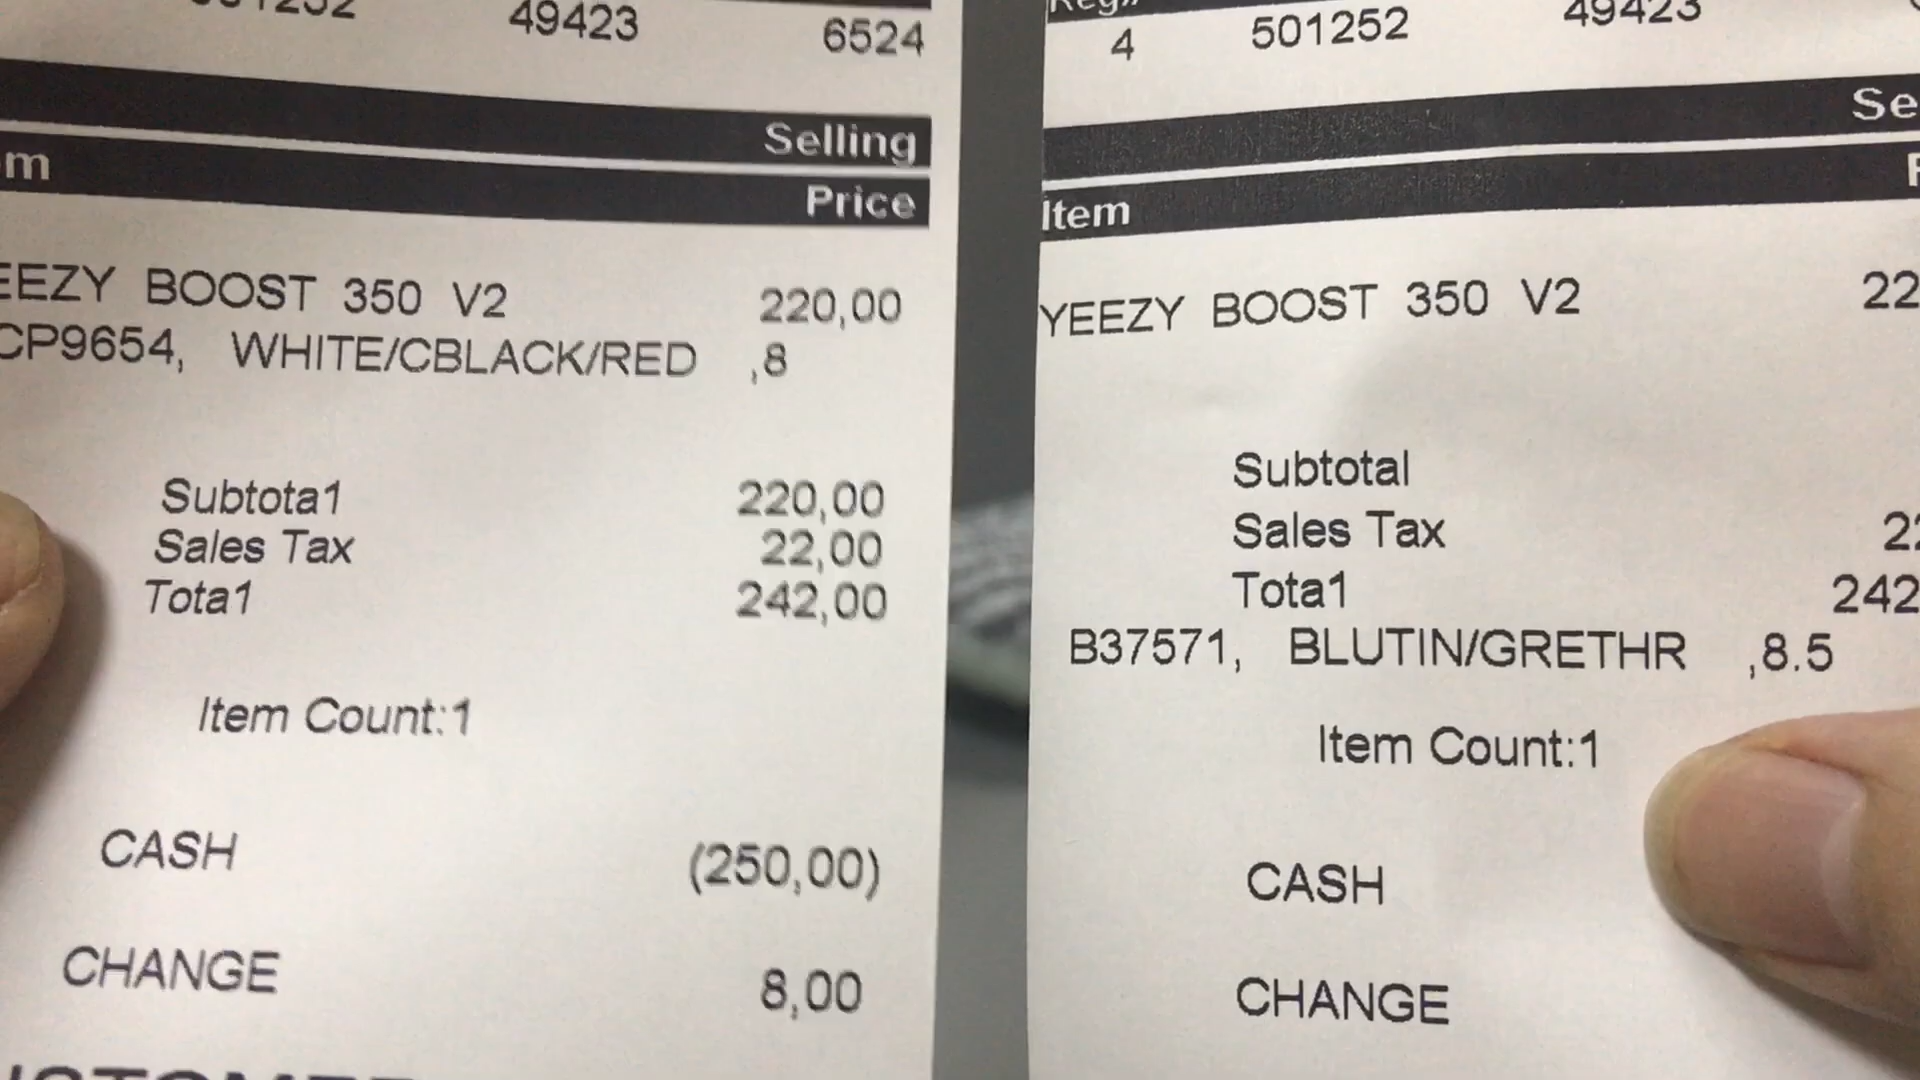 49423 6524
Selling
Price
EEZY BOOST 350 V2 220,00
CP9654, WHITE/CBLACK/RED ,8
Subtota1 220,00
Sales Tax 22,00
Tota1 242,00
Item Count:1
CASH (250,00)
CHANGE 8,00
4 501252 49423
Item
YEEZY BOOST 350 V2 22
Subtotal
Sales Tax 22
Tota1 242
B37571, BLUTIN/GRETHR ,8.5
Item Count:1
CASH
CHANGE